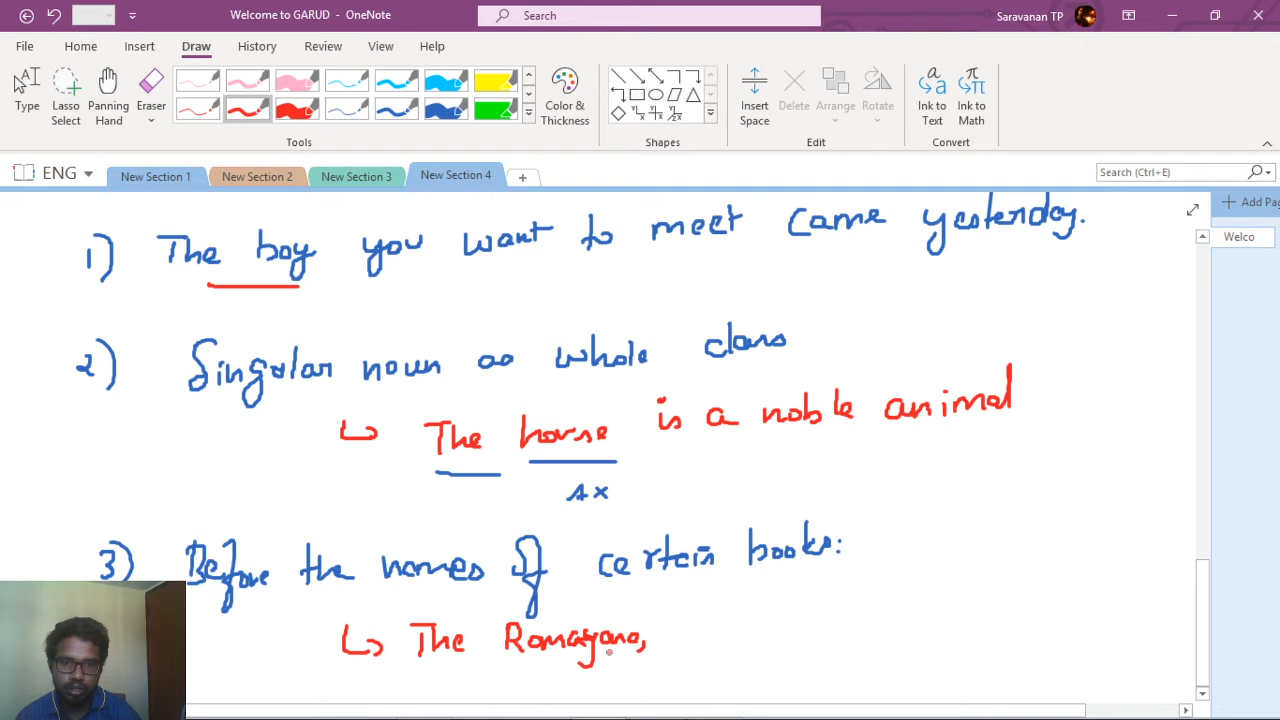 Welcome to GARUD - OneNote
Search
Saravanan TP
File Home Insert Draw View History Review View Help
Type Lasso Select Panning Hand Eraser Color & Thickness Insert Space Delete Arrange Rotate Ink to Text Ink to Math
Tools Shapes Edit Convert
ENG New Section 1 New Section 2 New Section 3 New Section 4
Search (Ctrl+E)
Add Pag
Welco
1) The boy you want to meet came yesterday.
2) Singular noun as whole class
The horse is a noble animal
3) Before the names of certain books:
The Ramayana,